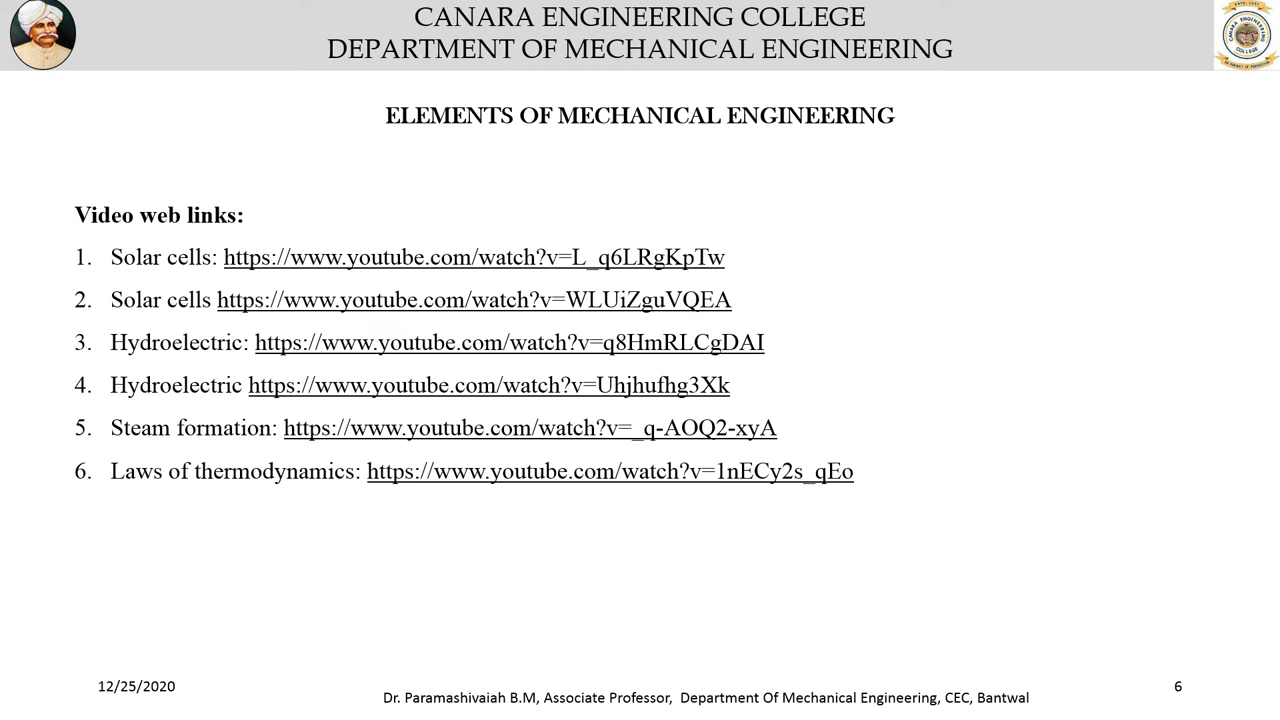 CANARA ENGINEERING COLLEGE
DEPARTMENT OF MECHANICAL ENGINEERING
ELEMENTS OF MECHANICAL ENGINEERING
Video web links:
1. Solar cells: https://www.youtube.com/watch?v=L_q6LRgKpTw
2. Solar cells https://www.youtube.com/watch?v=WLUiZguVQEA
3. Hydroelectric: https://www.youtube.com/watch?v=q8HmRLCgDAI
4. Hydroelectric https://www.youtube.com/watch?v=Uhjhufhg3Xk
5. Steam formation: https://www.youtube.com/watch?v=_q-AOQ2-xyA
6. Laws of thermodynamics: https://www.youtube.com/watch?v=1nECy2s_qEo
12/25/2020
Dr. Paramashivaiah B.M, Associate Professor, Department Of Mechanical Engineering, CEC, Bantwal
6